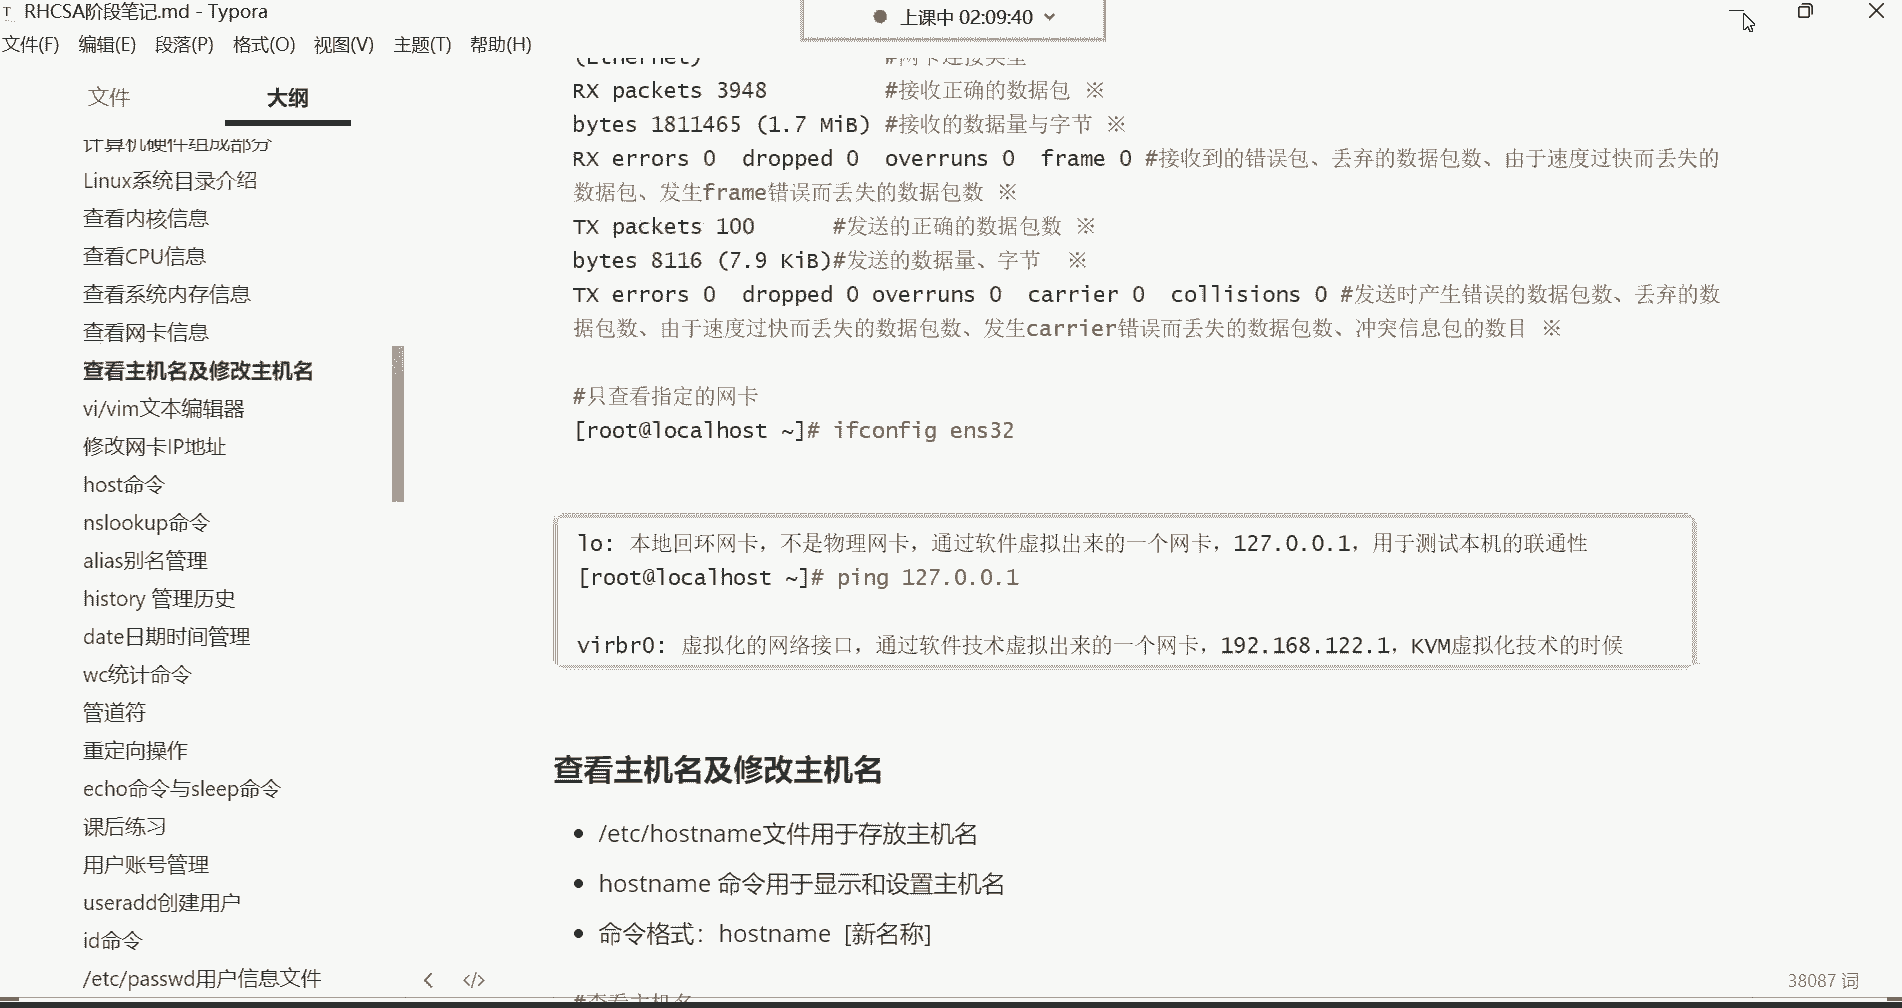 RHCSA阶段笔记.md - Typora
上课中 02:09:40
文件(F) 编辑(E) 段落(P) 格式(O) 视图(V) 主题(T) 帮助(H)
文件 大纲
计算机硬件组成部分
Linux系统目录介绍
查看内核信息
查看CPU信息
查看系统内存信息
查看网卡信息
查看主机名及修改主机名
vi/vim文本编辑器
修改网卡IP地址
host命令
nslookup命令
alias别名管理
history 管理历史
date日期时间管理
wc统计命令
管道符
重定向操作
echo命令与sleep命令
课后练习
用户账号管理
useradd创建用户
id命令
/etc/passwd用户信息文件
(Ethernet) #网卡连接类型
RX packets 3948 #接收正确的数据包 ※
bytes 1811465 (1.7 MiB) #接收的数据量与字节 ※
RX errors 0 dropped 0 overruns 0 frame 0 #接收到的错误包、丢弃的数据包数、由于速度过快而丢失的
数据包、发生frame错误而丢失的数据包数 ※
TX packets 100 #发送的正确的数据包数 ※
bytes 8116 (7.9 KiB)#发送的数据量、字节 ※
TX errors 0 dropped 0 overruns 0 carrier 0 collisions 0 #发送时产生错误的数据包数、丢弃的数
据包数、由于速度过快而丢失的数据包数、发生carrier错误而丢失的数据包数、冲突信息包的数目 ※
#只查看指定的网卡
[root@localhost ~]# ifconfig ens32
lo: 本地回环网卡，不是物理网卡，通过软件虚拟出来的一个网卡，127.0.0.1，用于测试本机的联通性
[root@localhost ~]# ping 127.0.0.1
virbr0: 虚拟化的网络接口，通过软件技术虚拟出来的一个网卡，192.168.122.1，KVM虚拟化技术的时候
查看主机名及修改主机名
/etc/hostname文件用于存放主机名
hostname 命令用于显示和设置主机名
命令格式：hostname [新名称]
#查看主机名
38087 词